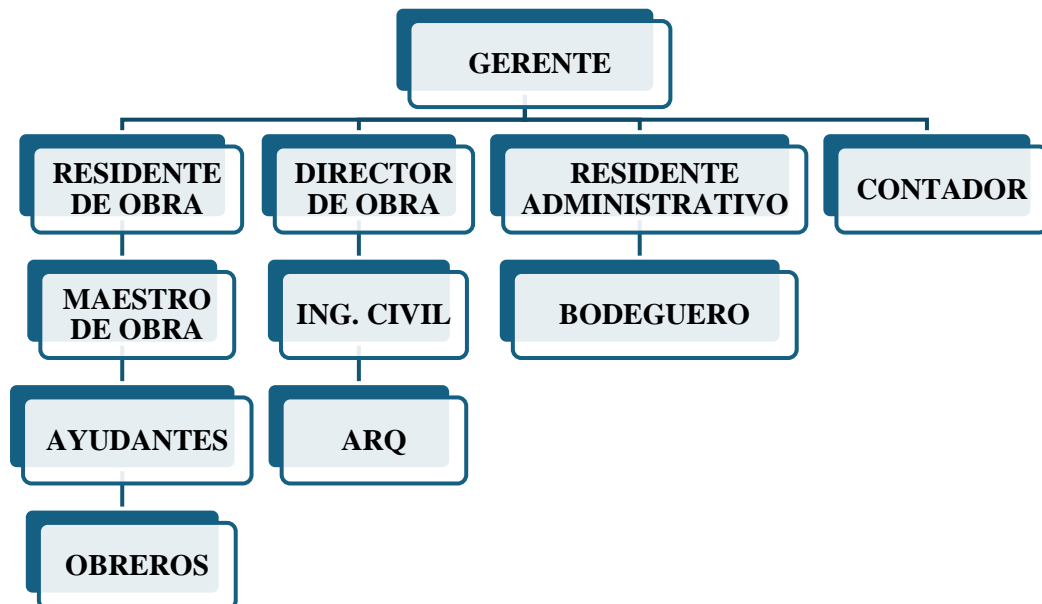 GERENTE
RESIDENTE
DE OBRA
DIRECTOR
DE OBRA
RESIDENTE
ADMINISTRATIVO
CONTADOR
MAESTRO
DE OBRA
ING. CIVIL
BODEGUERO
AYUDANTES
ARQ
OBREROS